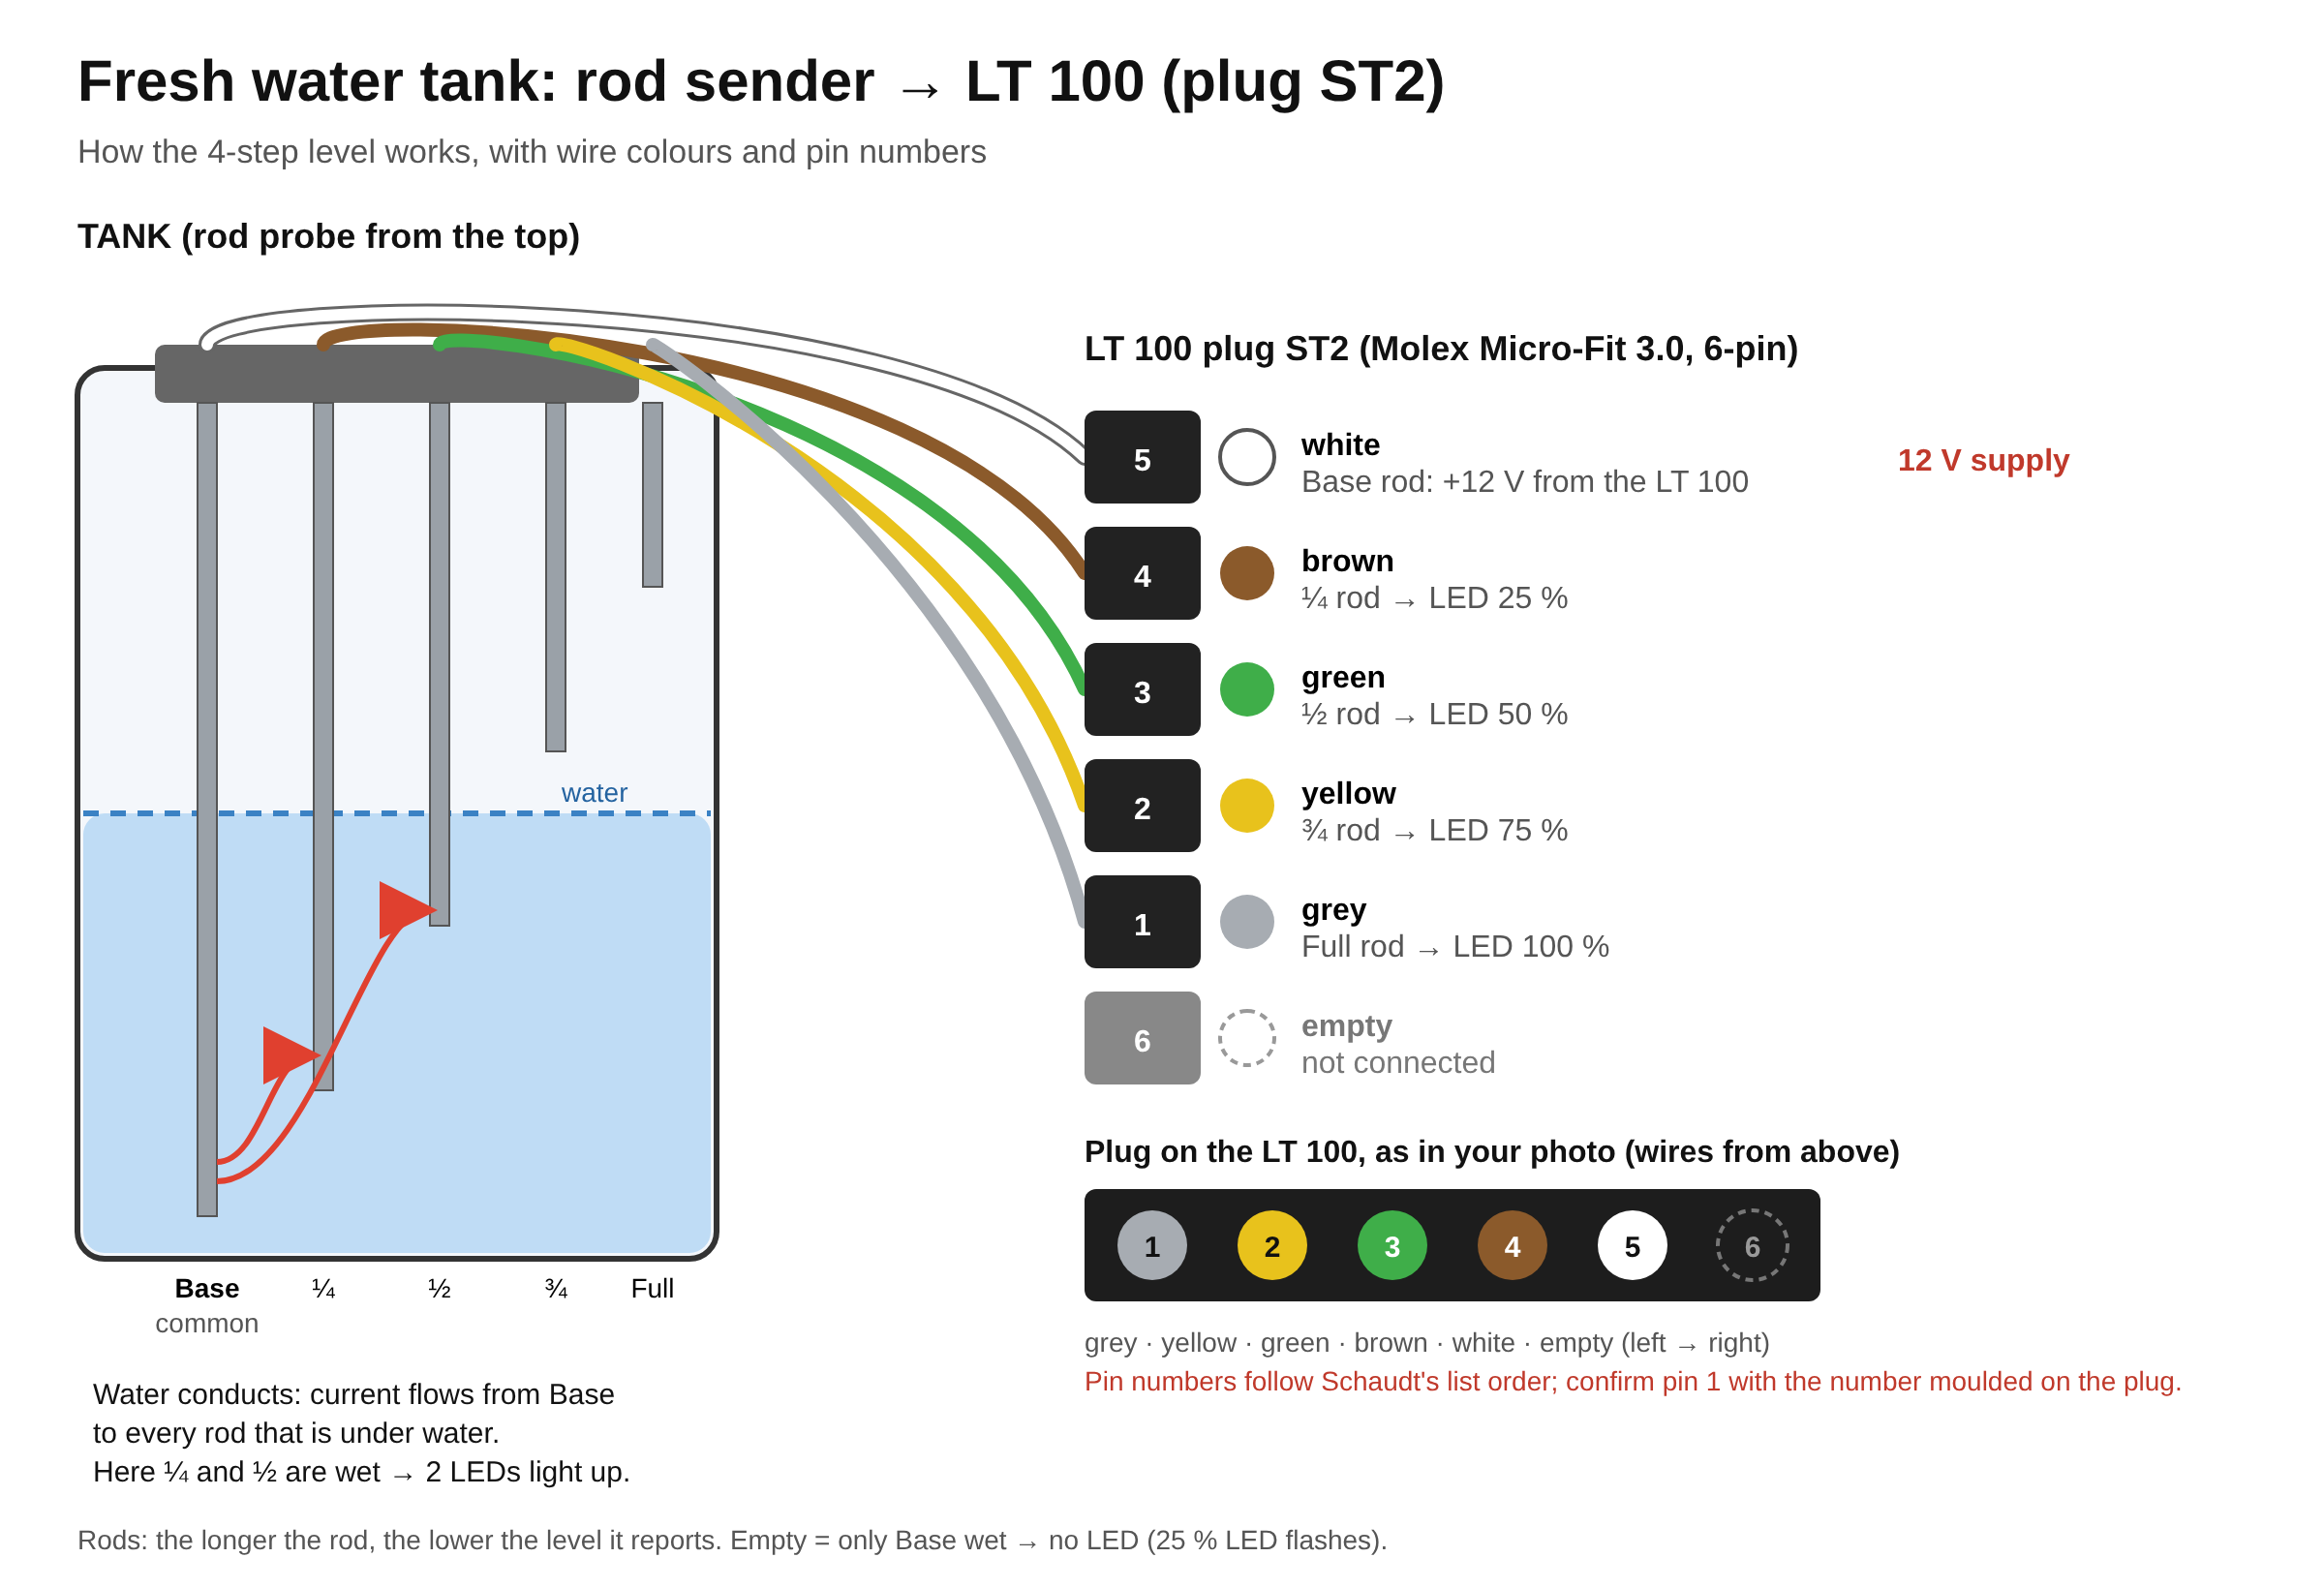 Fresh water tank: rod sender → LT 100 (plug ST2)
How the 4-step level works, with wire colours and pin numbers
TANK (rod probe from the top)
water
Base
¼
½
¾
Full
common
Water conducts: current flows from Base
to every rod that is under water.
Here ¼ and ½ are wet → 2 LEDs light up.
LT 100 plug ST2 (Molex Micro-Fit 3.0, 6-pin)
5
white
Base rod: +12 V from the LT 100
12 V supply
4
brown
¼ rod → LED 25 %
3
green
½ rod → LED 50 %
2
yellow
¾ rod → LED 75 %
1
grey
Full rod → LED 100 %
6
empty
not connected
Plug on the LT 100, as in your photo (wires from above)
1 2 3 4 5 6
grey · yellow · green · brown · white · empty (left → right)
Pin numbers follow Schaudt's list order; confirm pin 1 with the number moulded on the plug.
Rods: the longer the rod, the lower the level it reports. Empty = only Base wet → no LED (25 % LED flashes).